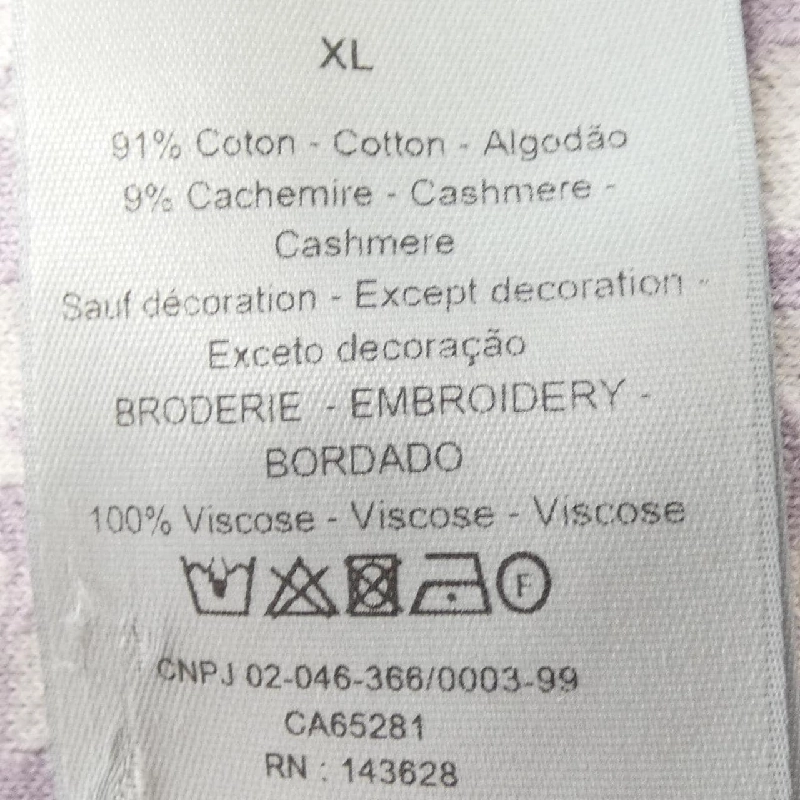 XL
91% Coton - Cotton - Algodão
9% Cachemire - Cashmere -
Cashmere
Sauf décoration - Except decoration -
Exceto decoração
BRODERIE - EMBROIDERY -
BORDADO
100% Viscose - Viscose - Viscose
F
CNPJ 02-046-366/0003-99
CA65281
RN : 143628